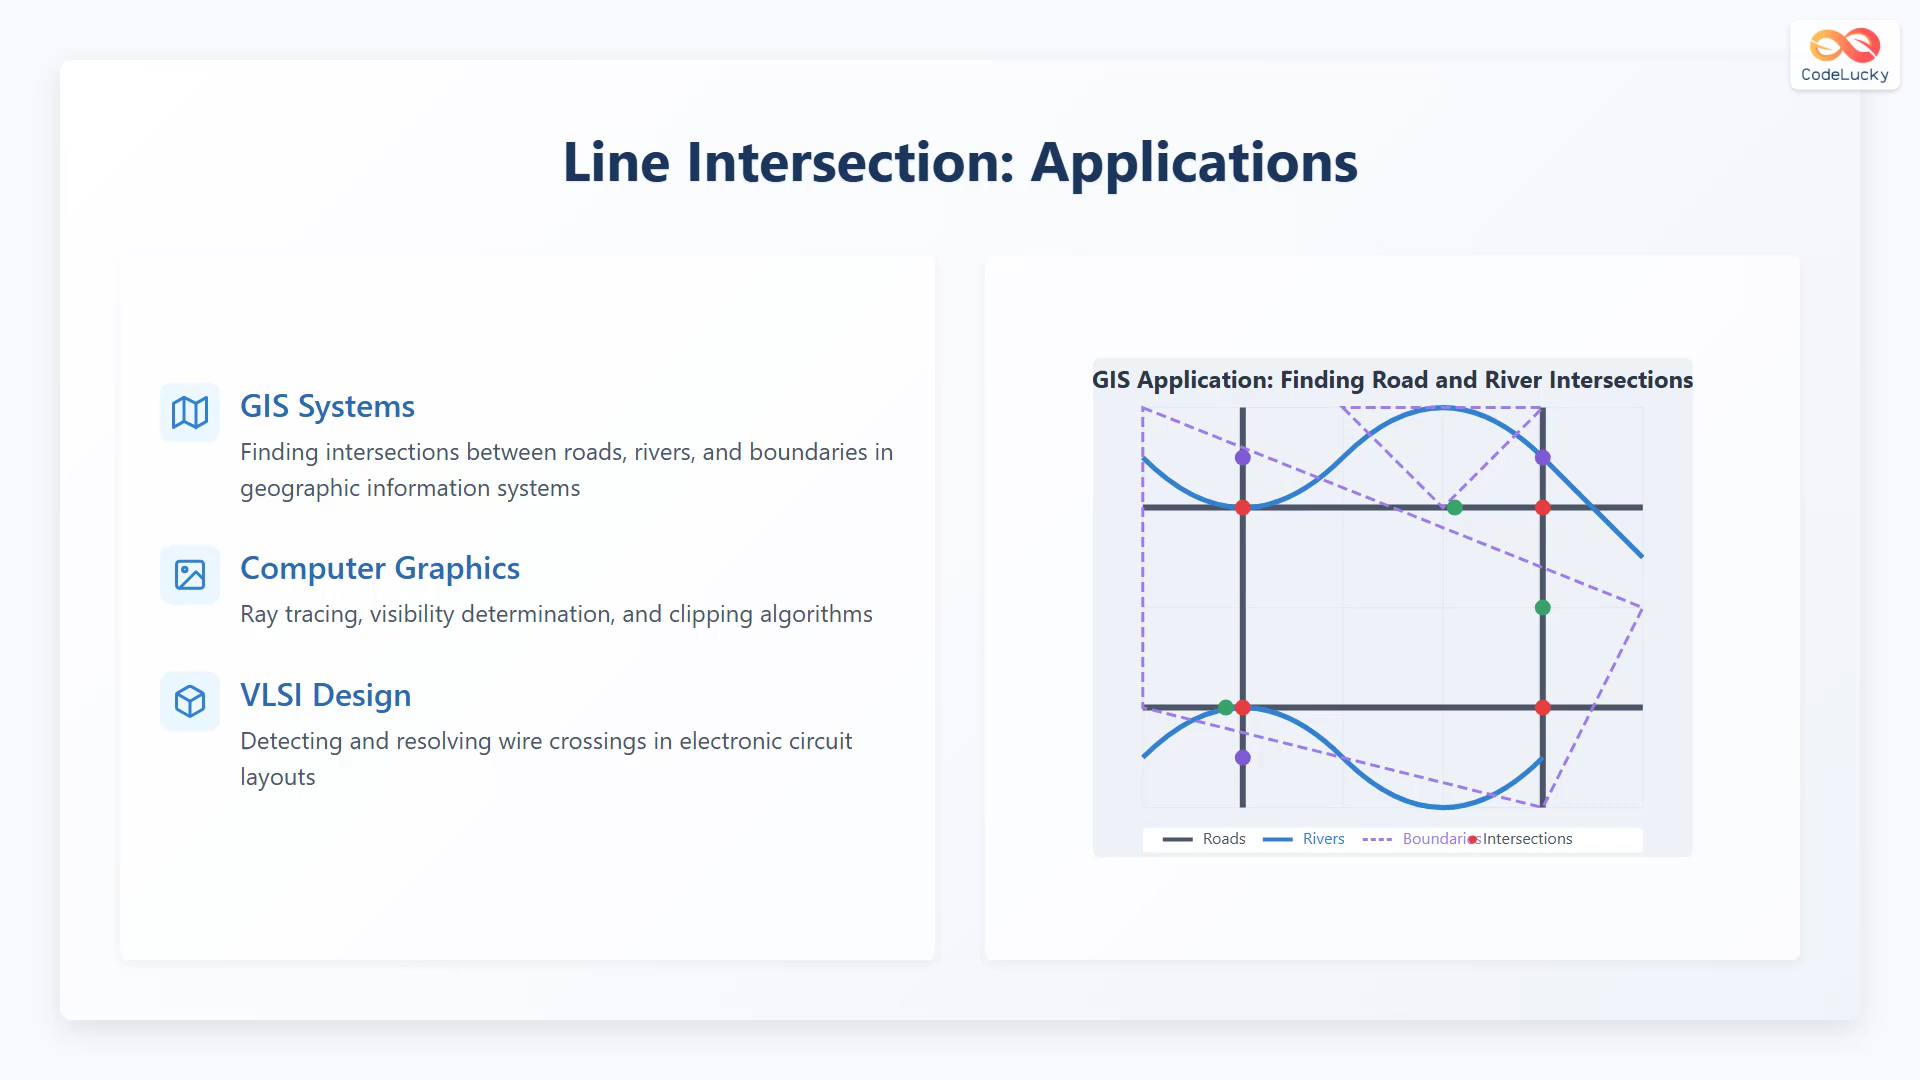 CodeLucky
Line Intersection: Applications
GIS Systems
Finding intersections between roads, rivers, and boundaries in
geographic information systems
Computer Graphics
Ray tracing, visibility determination, and clipping algorithms
VLSI Design
Detecting and resolving wire crossings in electronic circuit
layouts
GIS Application: Finding Road and River Intersections
Roads Rivers Boundaries Intersections